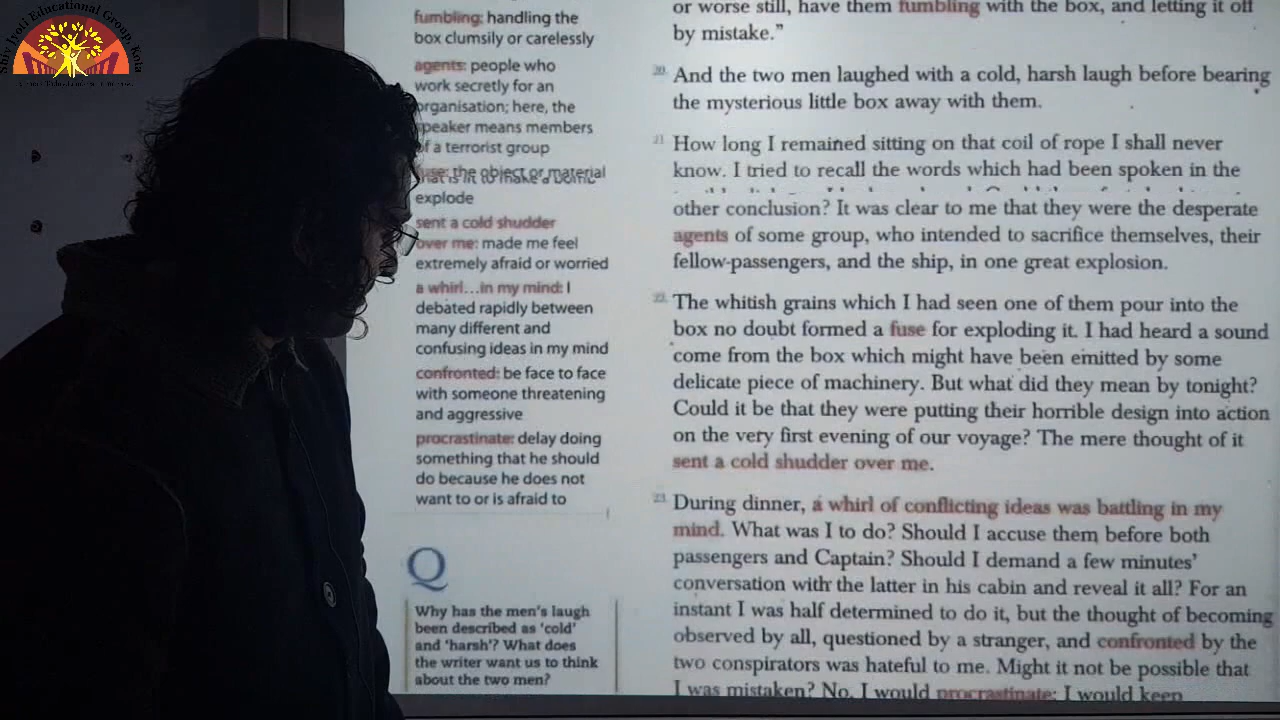 Shiv Jyoti Educational Group, Kota
fumbling: handling the
box clumsily or carelessly
agents: people who
work secretly for an
organisation; here, the
speaker means members
of a terrorist group
fuse: the object or material
that is lit to make a bomb
explode
sent a cold shudder
over me: made me feel
extremely afraid or worried
a whirl...in my mind: I
debated rapidly between
many different and
confusing ideas in my mind
confronted: be face to face
with someone threatening
and aggressive
procrastinate: delay doing
something that he should
do because he does not
want to or is afraid to
Q
Why has the men's laugh
been described as 'cold'
and 'harsh'? What does
the writer want us to think
about the two men?
or worse still, have them fumbling with the box, and letting it off
by mistake.”
20 And the two men laughed with a cold, harsh laugh before bearing
the mysterious little box away with them.
21 How long I remained sitting on that coil of rope I shall never
know. I tried to recall the words which had been spoken in the
other conclusion? It was clear to me that they were the desperate
agents of some group, who intended to sacrifice themselves, their
fellow-passengers, and the ship, in one great explosion.
22 The whitish grains which I had seen one of them pour into the
box no doubt formed a fuse for exploding it. I had heard a sound
come from the box which might have been emitted by some
delicate piece of machinery. But what did they mean by tonight?
Could it be that they were putting their horrible design into action
on the very first evening of our voyage? The mere thought of it
sent a cold shudder over me.
23 During dinner, a whirl of conflicting ideas was battling in my
mind. What was I to do? Should I accuse them before both
passengers and Captain? Should I demand a few minutes'
conversation with the latter in his cabin and reveal it all? For an
instant I was half determined to do it, but the thought of becoming
observed by all, questioned by a stranger, and confronted by the
two conspirators was hateful to me. Might it not be possible that
I was mistaken? No, I would procrastinate; I would keep